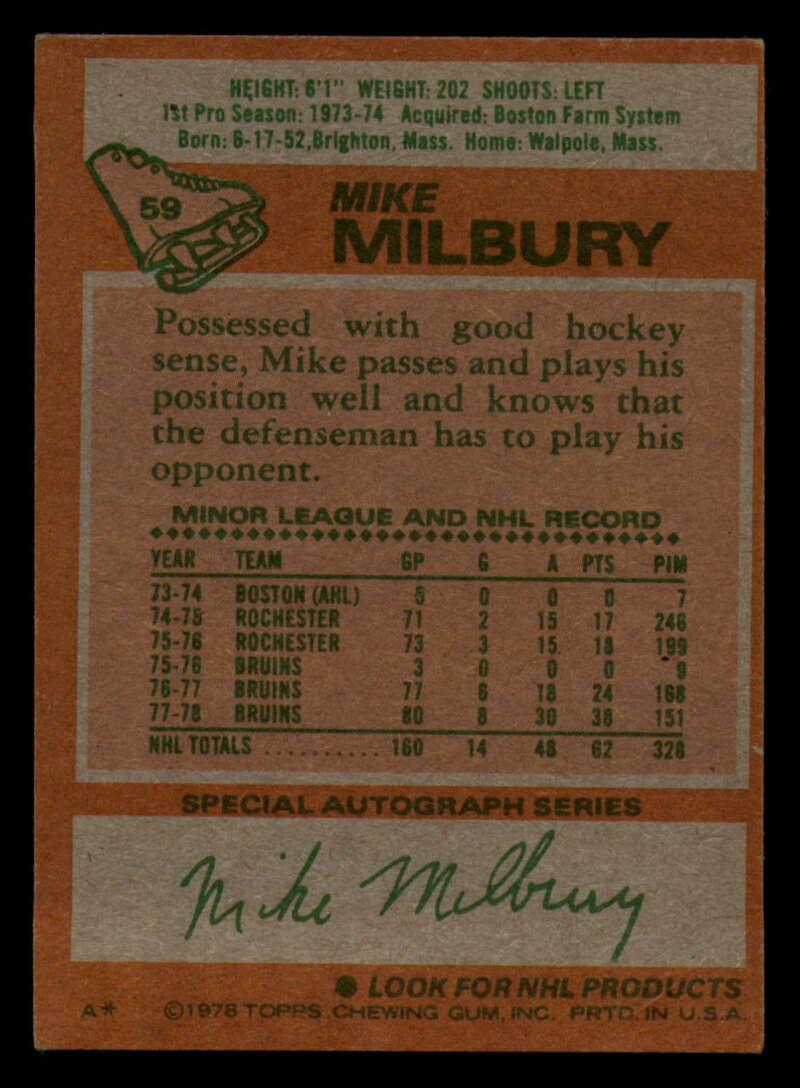 HEIGHT: 6'1" WEIGHT: 202 SHOOTS: LEFT
1st Pro Season: 1973-74 Acquired: Boston Farm System
Born: 6-17-52, Brighton, Mass. Home: Walpole, Mass.
59
MIKE
MILBURY
Possessed with good hockey
sense, Mike passes and plays his
position well and knows that
the defenseman has to play his
opponent.
MINOR LEAGUE AND NHL RECORD
YEAR TEAM GP G A PTS PIM
73-74 BOSTON (AHL) 5 0 0 0 7
74-75 ROCHESTER 71 2 15 17 246
75-76 ROCHESTER 73 3 15 18 199
75-76 BRUINS 3 0 0 0 9
76-77 BRUINS 77 6 18 24 168
77-78 BRUINS 80 8 30 38 151
NHL TOTALS .......... 160 14 48 62 328
SPECIAL AUTOGRAPH SERIES
Mike Milbury
● LOOK FOR NHL PRODUCTS
A* ©1978 TOPPS CHEWING GUM, INC. PRTD. IN U.S.A.